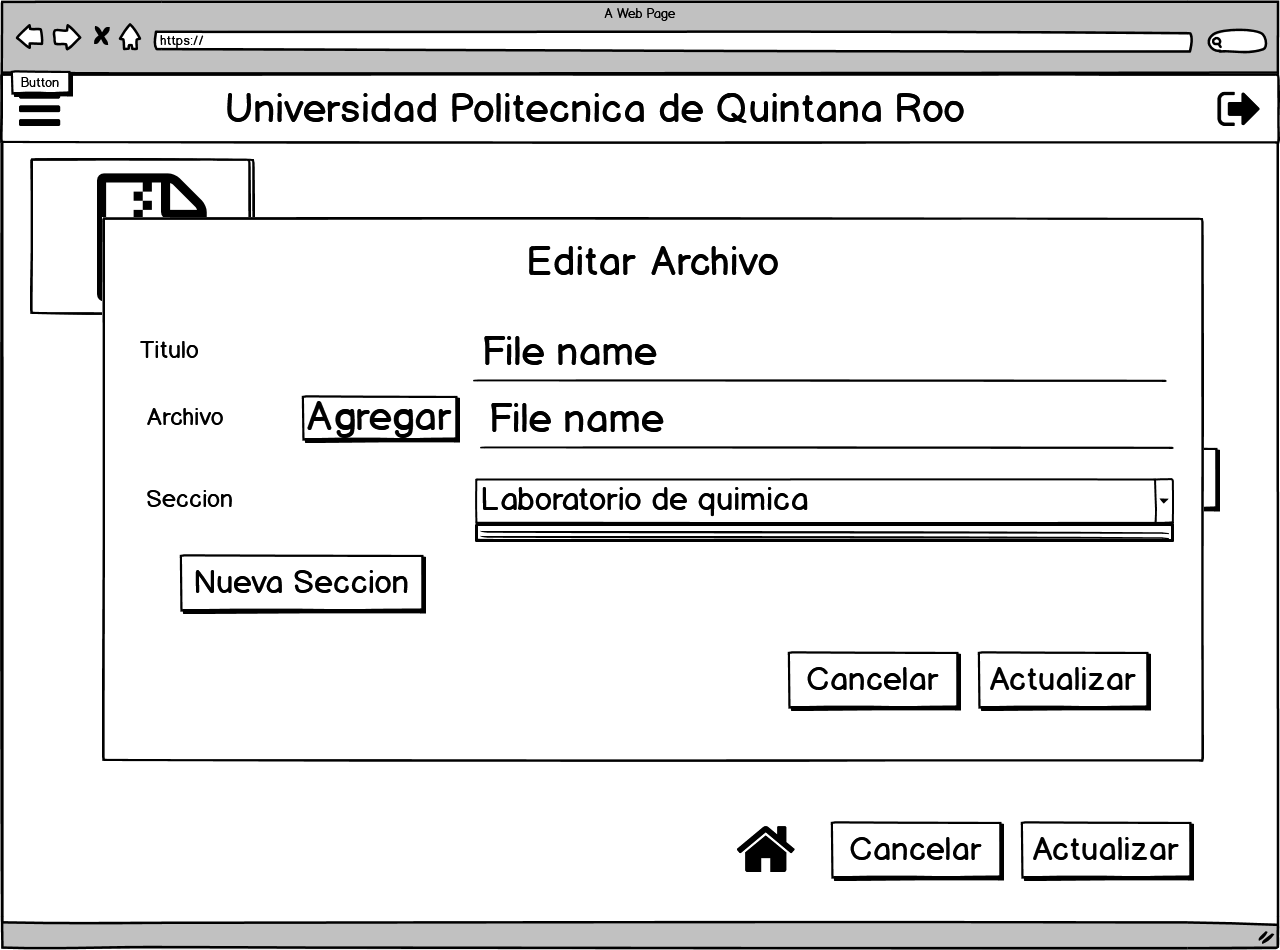 A Web Page
https://
Button
Universidad Politecnica de Quintana Roo
Editar Archivo
Titulo File name
Archivo Agregar File name
Seccion Laboratorio de quimica
Nueva Seccion
Cancelar Actualizar
Cancelar Actualizar